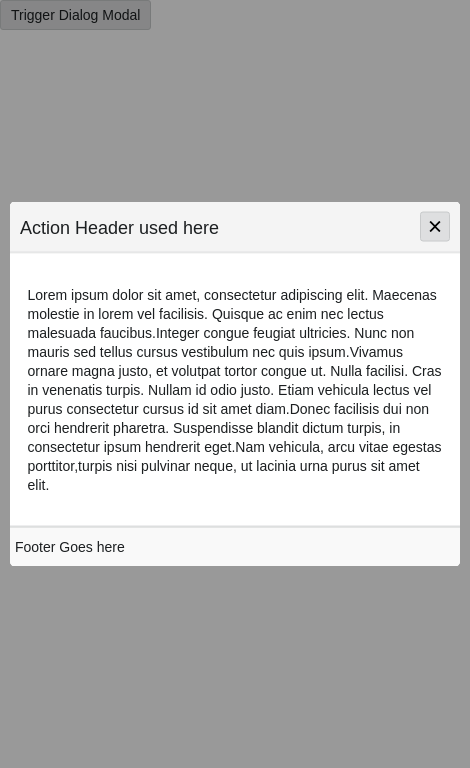 Trigger Dialog Modal
Action Header used here
✕
Lorem ipsum dolor sit amet, consectetur adipiscing elit. Maecenas
molestie in lorem vel facilisis. Quisque ac enim nec lectus
malesuada faucibus.Integer congue feugiat ultricies. Nunc non
mauris sed tellus cursus vestibulum nec quis ipsum.Vivamus
ornare magna justo, et volutpat tortor congue ut. Nulla facilisi. Cras
in venenatis turpis. Nullam id odio justo. Etiam vehicula lectus vel
purus consectetur cursus id sit amet diam.Donec facilisis dui non
orci hendrerit pharetra. Suspendisse blandit dictum turpis, in
consectetur ipsum hendrerit eget.Nam vehicula, arcu vitae egestas
porttitor,turpis nisi pulvinar neque, ut lacinia urna purus sit amet
elit.
Footer Goes here